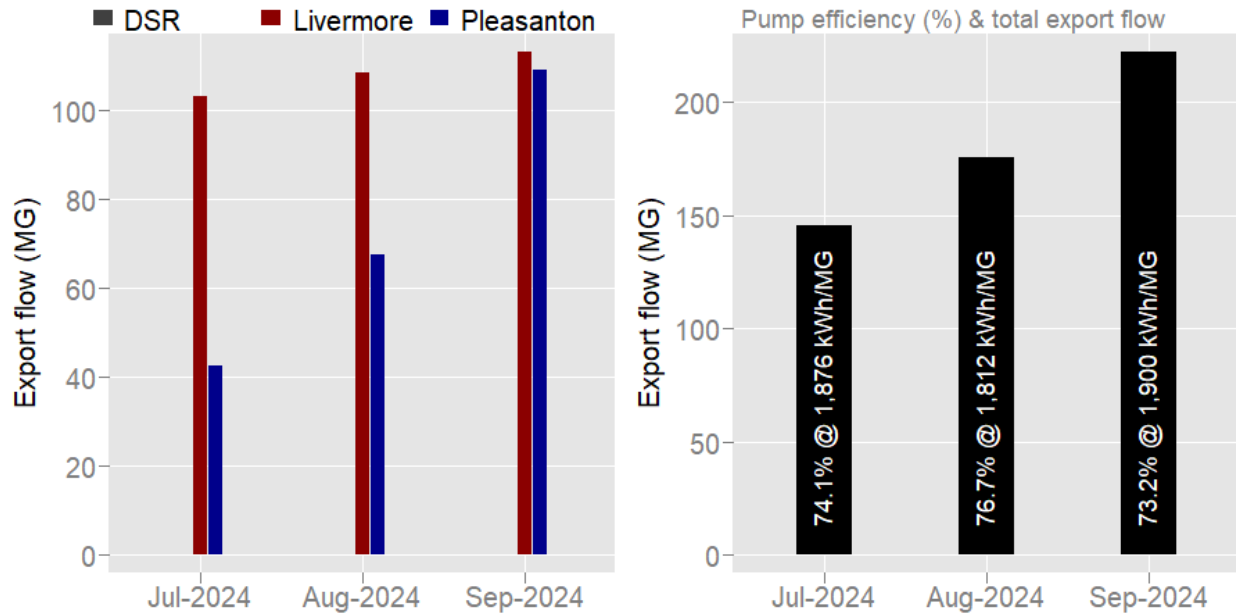 DSR Livermore Pleasanton
Export flow (MG)
100
80
60
40
20
0
Jul-2024 Aug-2024 Sep-2024
Pump efficiency (%) & total export flow
Export flow (MG)
200
150
100
50
0
74.1% @ 1,876 kWh/MG
76.7% @ 1,812 kWh/MG
73.2% @ 1,900 kWh/MG
Jul-2024 Aug-2024 Sep-2024